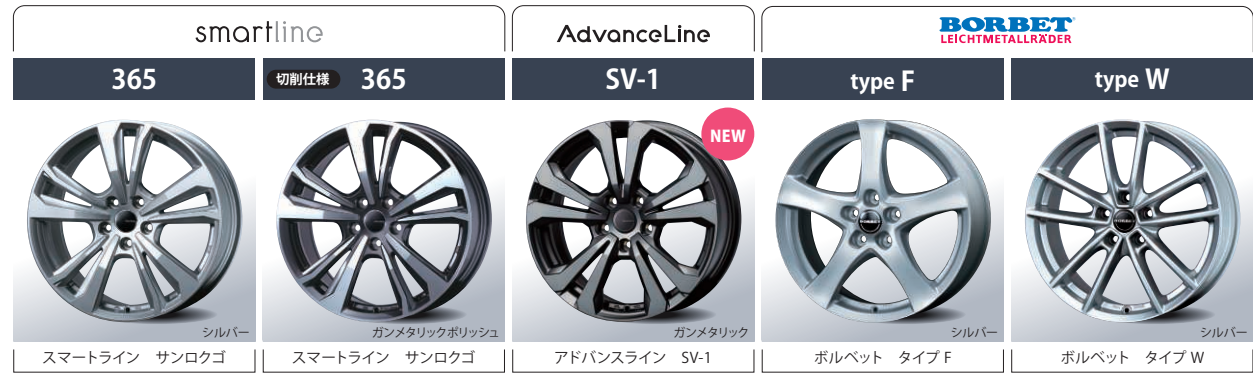 smartline
AdvanceLine
BORBET
LEICHTMETALLRÄDER
365
切削仕様 365
SV-1
type F
type W
NEW
BORBET
BORBET
シルバー
ガンメタリックポリッシュ
ガンメタリック
シルバー
シルバー
スマートライン　サンロクゴ
スマートライン　サンロクゴ
アドバンスライン　SV-1
ボルベット　タイプ F
ボルベット　タイプ W